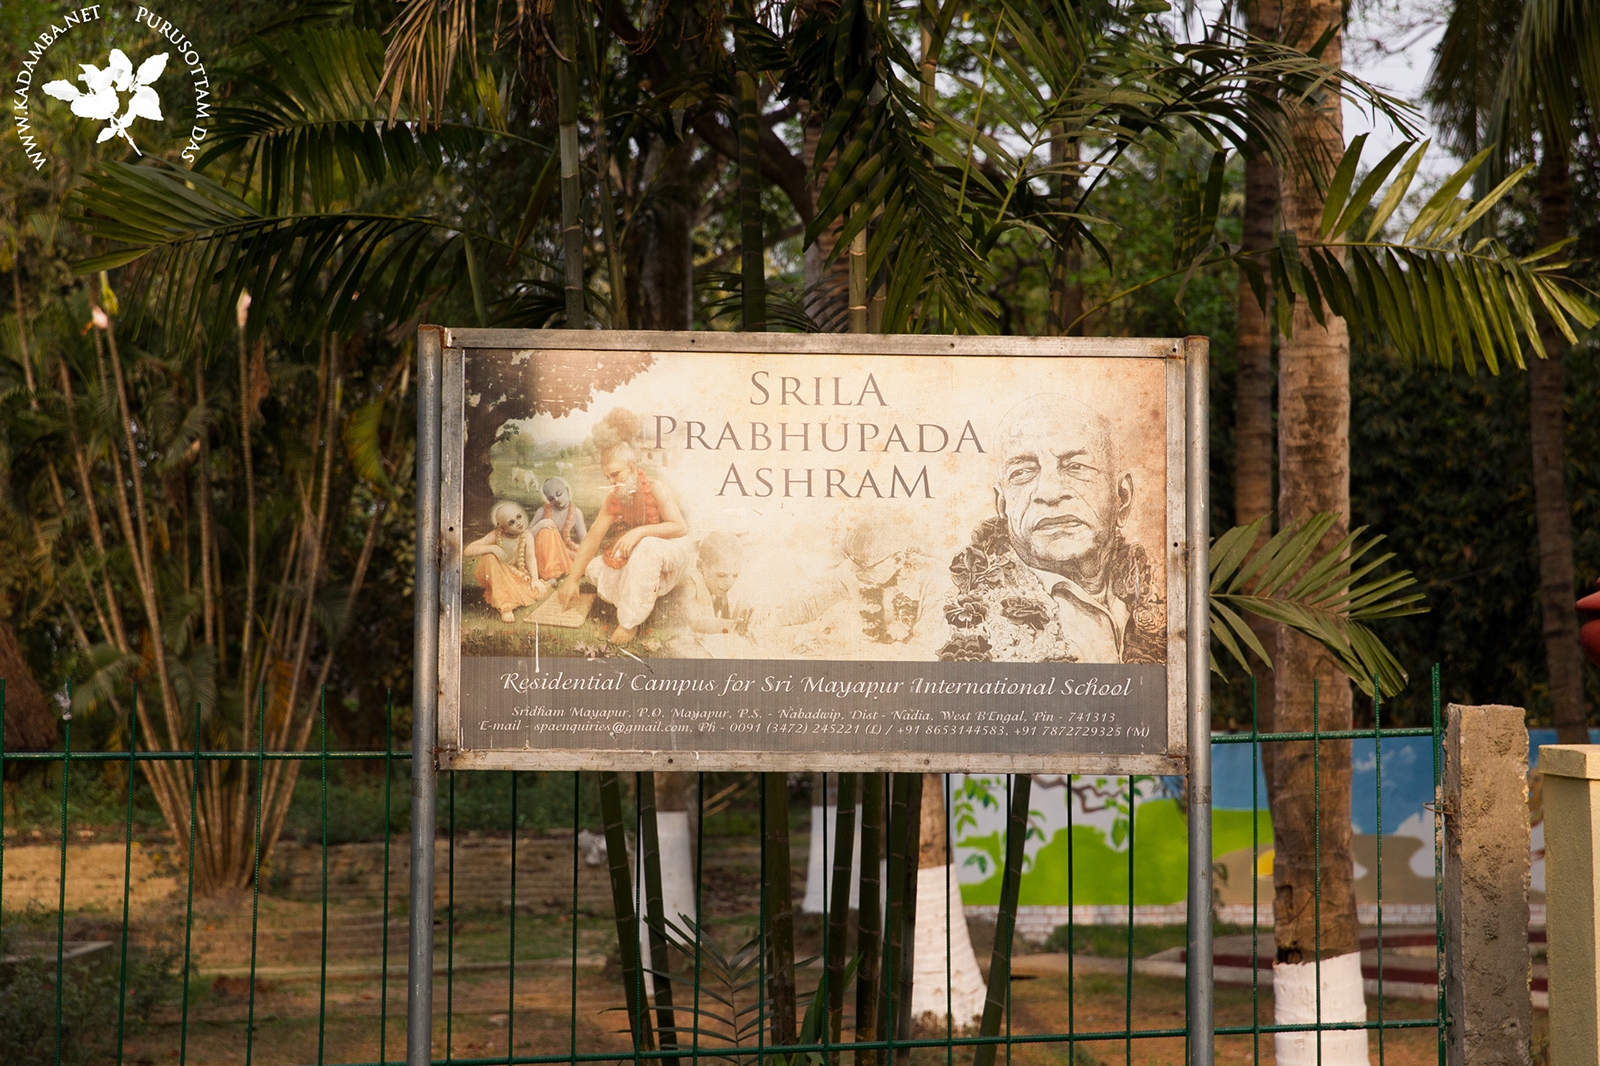 WWW.KADAMBA.NET PURUSOTTAM DAS
SRILA
PRABHUPADA
ASHRAM
Residential Campus for Sri Mayapur International School
Sridham Mayapur, P.O. Mayapur, P.S. - Nabadwip, Dist - Nadia, West BEngal, Pin - 741313
E-mail - spaenquiries@gmail.com, Ph - 0091 (3472) 245221 (L) / +91 8653144583, +91 7872729325 (M)